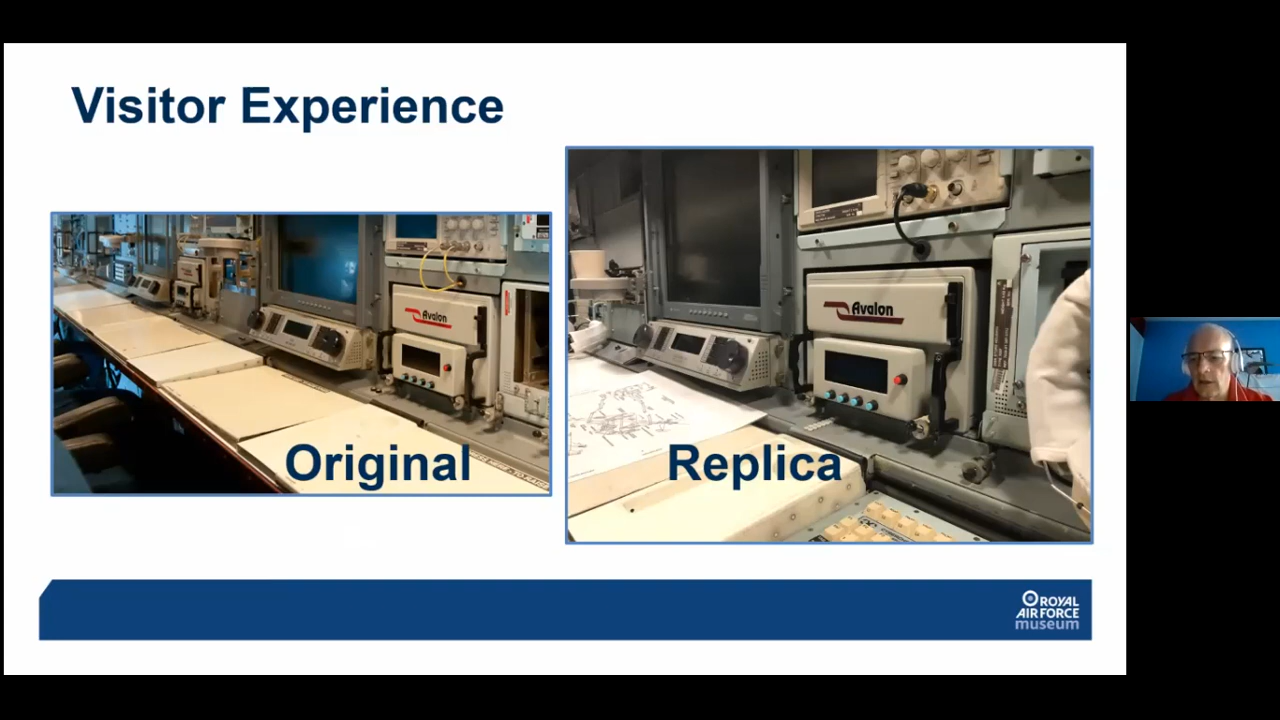 Visitor Experience
Avalon
Original
Avalon
Replica
ROYAL
AIR FORCE
museum